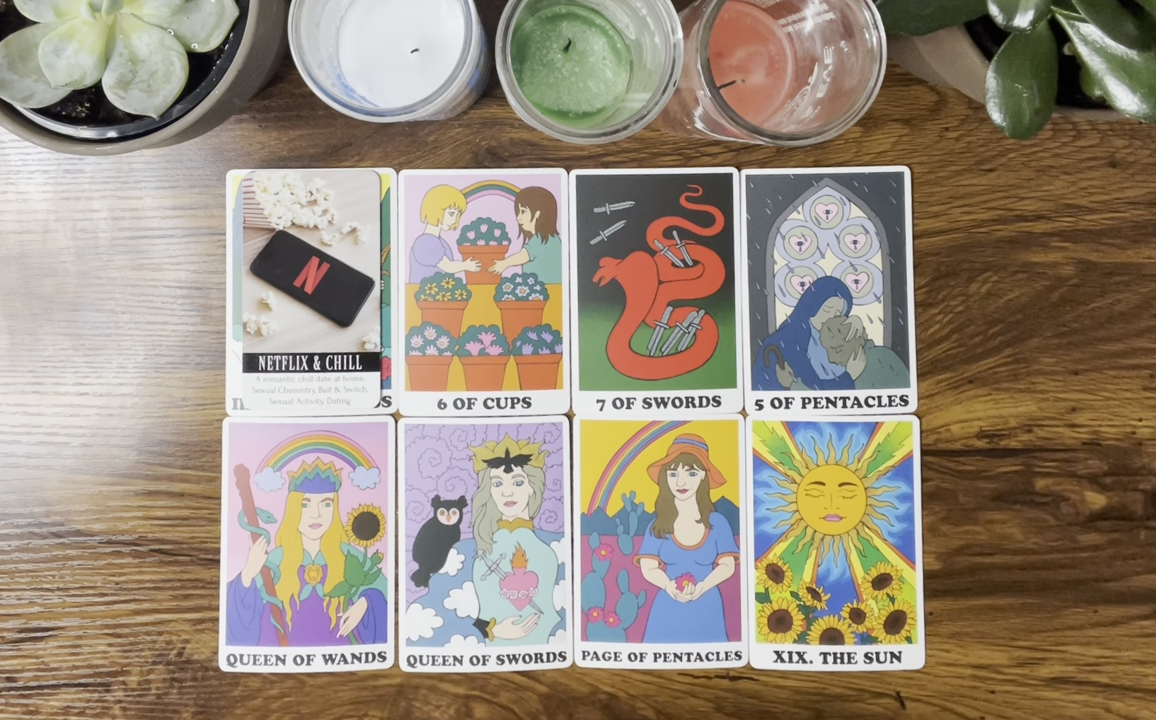 N
NETFLIX & CHILL
A romantic chill date at home,
Sexual Chemistry, Bait & Switch,
Sexual Activity, Dating
6 OF CUPS
7 OF SWORDS
5 OF PENTACLES
QUEEN OF WANDS
QUEEN OF SWORDS
PAGE OF PENTACLES
XIX. THE SUN